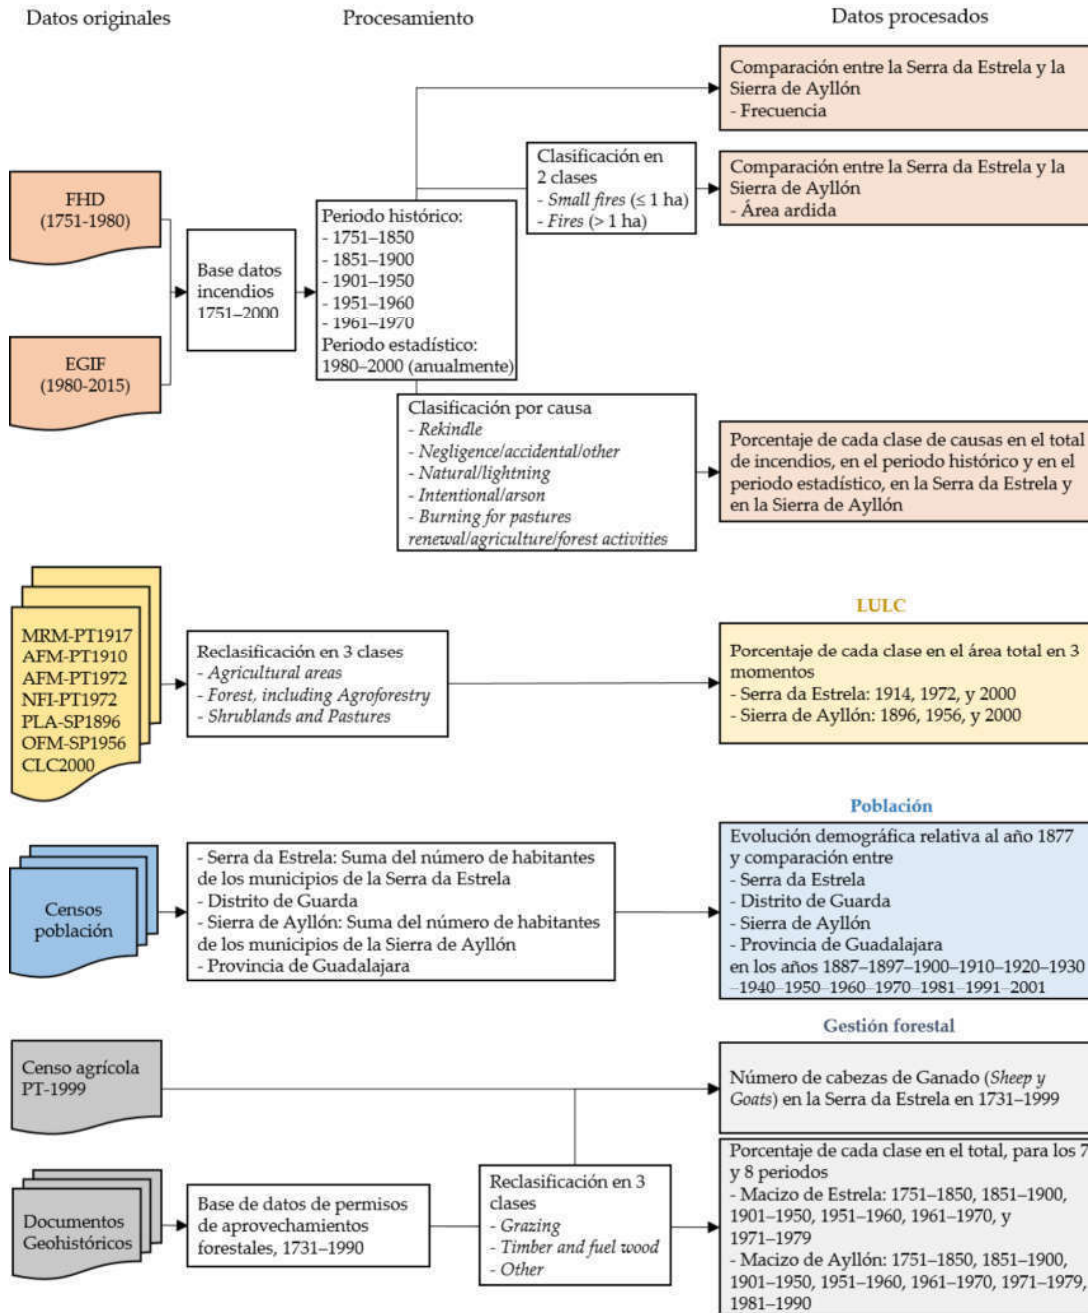 Datos originales
Procesamiento
Datos procesados
FHD
(1751-1980)
EGIF
(1980-2015)
Base datos
incendios
1751–2000
Periodo histórico:
- 1751–1850
- 1851–1900
- 1901–1950
- 1951–1960
- 1961–1970
Periodo estadístico:
1980–2000 (anualmente)
Clasificación en
2 clases
- Small fires (≤ 1 ha)
- Fires (> 1 ha)
Clasificación por causa
- Rekindle
- Negligence/accidental/other
- Natural/lightning
- Intentional/arson
- Burning for pastures
renewal/agriculture/forest activities
Comparación entre la Serra da Estrela y la
Sierra de Ayllón
- Frecuencia
Comparación entre la Serra da Estrela y la
Sierra de Ayllón
- Área ardida
Porcentaje de cada clase de causas en el total
de incendios, en el periodo histórico y en el
periodo estadístico, en la Serra da Estrela y
en la Sierra de Ayllón
MRM-PT1917
AFM-PT1910
AFM-PT1972
NFI-PT1972
PLA-SP1896
OFM-SP1956
CLC2000
Reclasificación en 3 clases
- Agricultural areas
- Forest, including Agroforestry
- Shrublands and Pastures
LULC
Porcentaje de cada clase en el área total en 3
momentos
- Serra da Estrela: 1914, 1972, y 2000
- Sierra de Ayllón: 1896, 1956, y 2000
Censos
población
- Serra da Estrela: Suma del número de habitantes
de los municipios de la Serra da Estrela
- Distrito de Guarda
- Sierra de Ayllón: Suma del número de habitantes
de los municipios de la Sierra de Ayllón
- Provincia de Guadalajara
Población
Evolución demográfica relativa al año 1877
y comparación entre
- Serra da Estrela
- Distrito de Guarda
- Sierra de Ayllón
- Provincia de Guadalajara
en los años 1887–1897–1900–1910–1920–1930
–1940–1950–1960–1970–1981–1991–2001
Gestión forestal
Censo agrícola
PT-1999
Número de cabezas de Ganado (Sheep y
Goats) en la Serra da Estrela en 1731–1999
Documentos
Geohistóricos
Base de datos de permisos
de aprovechamientos
forestales, 1731–1990
Reclasificación en 3
clases
- Grazing
- Timber and fuel wood
- Other
Porcentaje de cada clase en el total, para los 7
y 8 periodos
- Macizo de Estrela: 1751–1850, 1851–1900,
1901–1950, 1951–1960, 1961–1970, y
1971–1979
- Macizo de Ayllón: 1751–1850, 1851–1900,
1901–1950, 1951–1960, 1961–1970, 1971–1979,
1981–1990